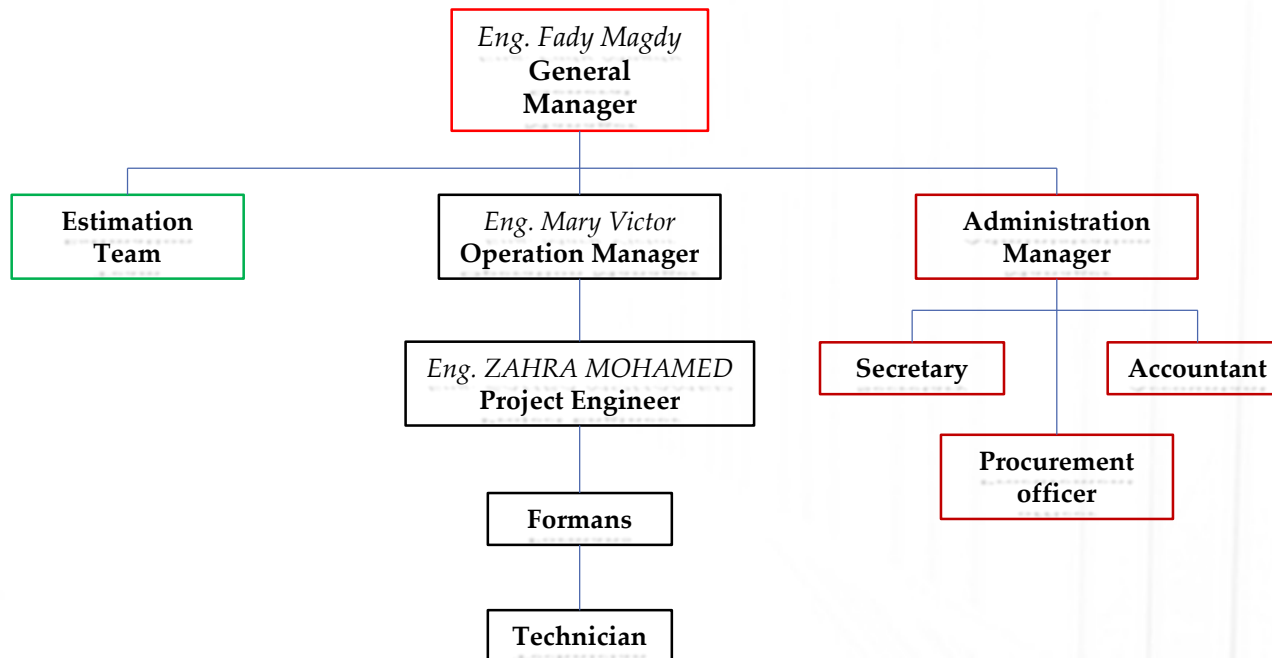 Eng. Fady Magdy
General
Manager
Estimation
Team
Eng. Mary Victor
Operation Manager
Administration
Manager
Eng. ZAHRA MOHAMED
Project Engineer
Secretary
Accountant
Procurement
officer
Formans
Technician